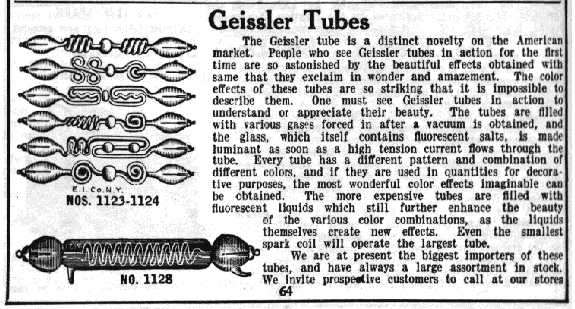 Geissler Tubes
The Geissler tube is a distinct novelty on the American
market. People who see Geissler tubes in action for the first
time are so astonished by the beautiful effects obtained with
same that they exclaim in wonder and amazement. The color
effects of these tubes are so striking that it is impossible to
describe them. One must see Geissler tubes in action to
understand or appreciate their beauty. The tubes are filled
with various gases forced in after a vacuum is obtained, and
the glass, which itself contains fluorescent salts, is made
luminant as soon as a high tension current flows through the
tube. Every tube has a different pattern and combination of
different colors, and if they are used in quantities for decora-
tive purposes, the most wonderful color effects imaginable can
be obtained. The more expensive tubes are filled with
fluorescent liquids which still further enhance the beauty
of the various color combinations, as the liquids
themselves create new effects. Even the smallest
spark coil will operate the largest tube.
We are at present the biggest importers of these
tubes, and have always a large assortment in stock.
We invite prospective customers to call at our stores
E.I.Co.N.Y.
NOS. 1123-1124
NO. 1128
64